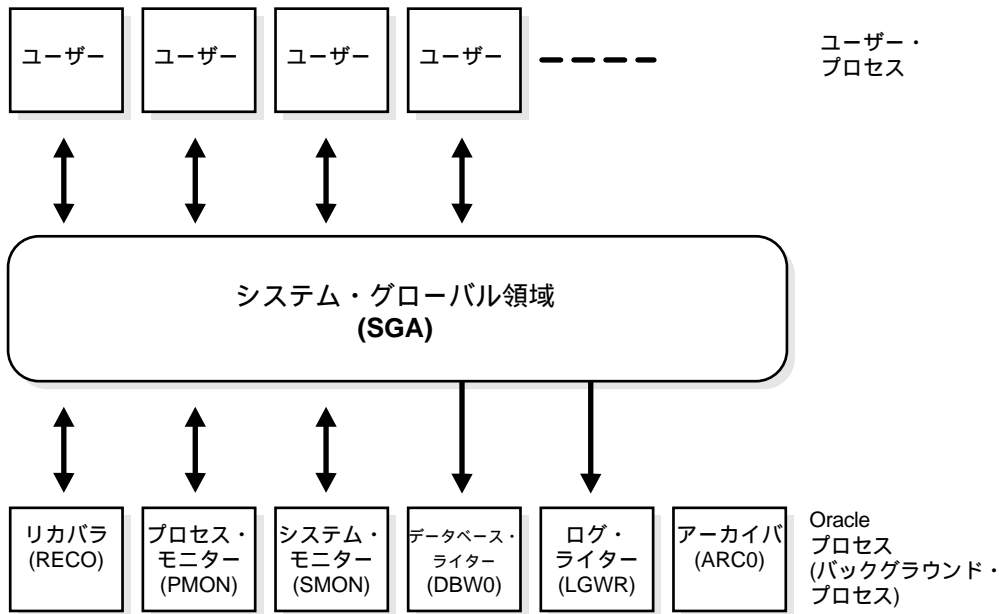 ユーザー
ユーザー
ユーザー
ユーザー
ユーザー・
プロセス
システム・グローバル領域
(SGA)
リカバラ
(RECO)
プロセス・
モニター
(PMON)
システム・
モニター
(SMON)
データベース・
ライター
(DBW0)
ログ・
ライター
(LGWR)
アーカイバ
(ARC0)
Oracle
プロセス
(バックグラウンド・
プロセス)